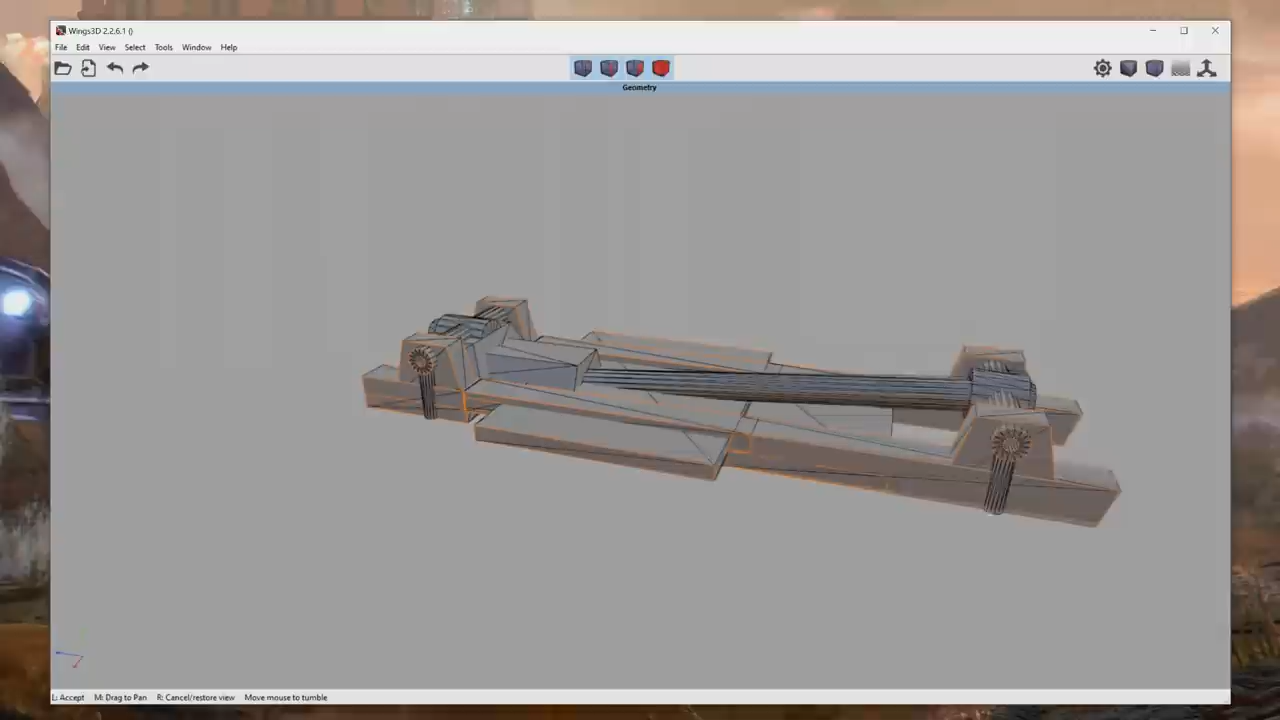 Wings3D 2.2.6.1 ()
File Edit View Select Tools Window Help
Geometry
L: Accept M: Drag to Pan R: Cancel/restore view Move mouse to tumble